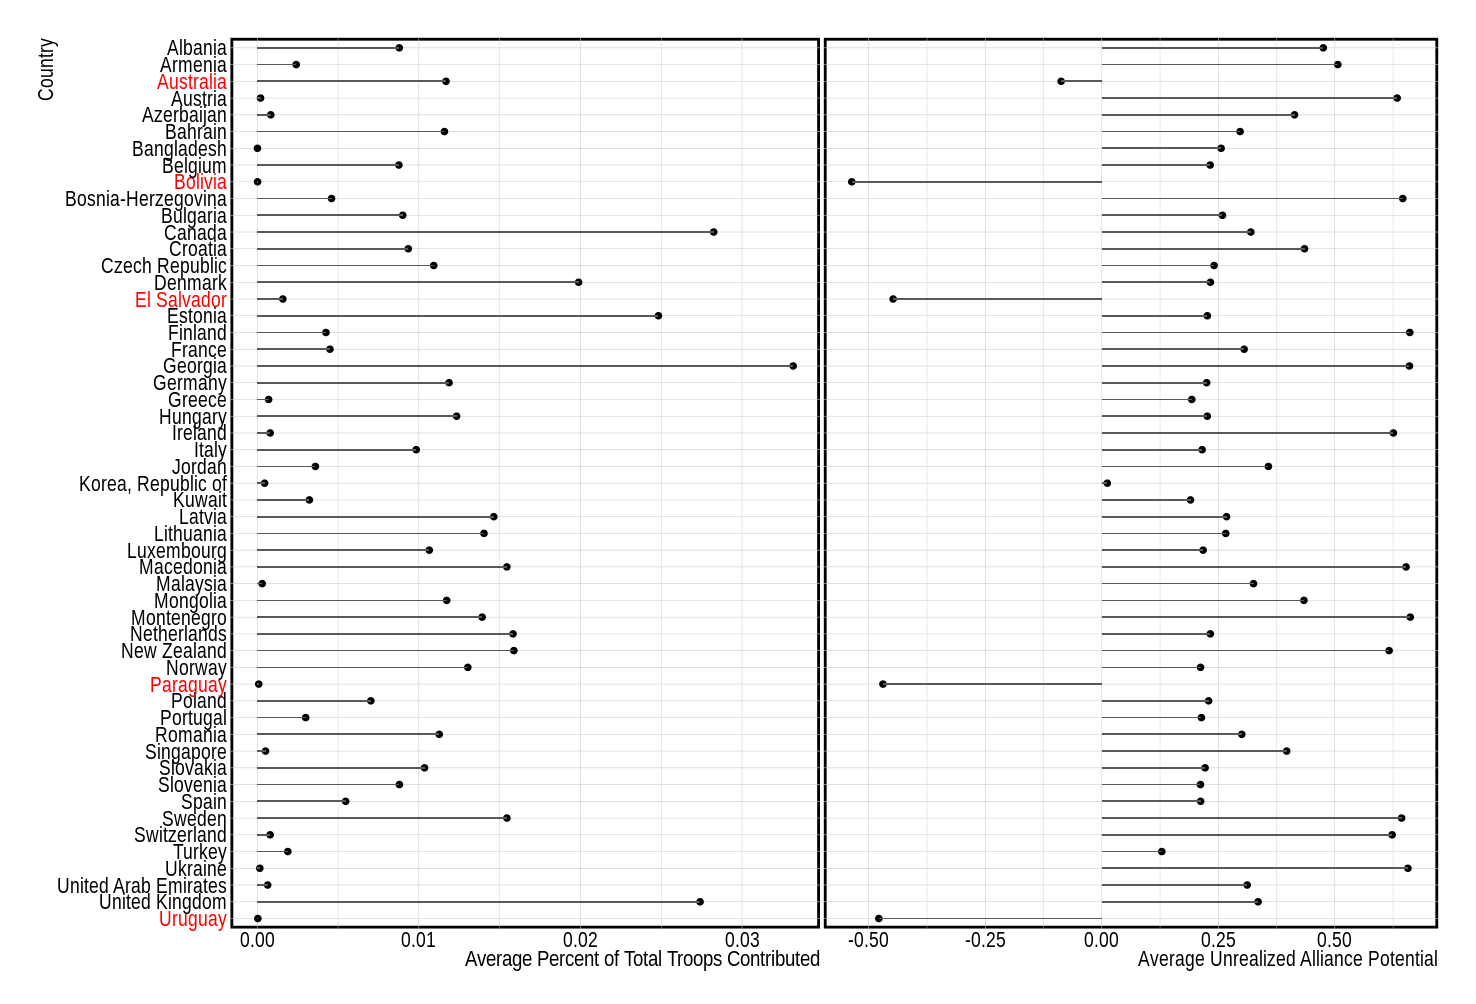 Country
Albania
Armenia
Australia
Austria
Azerbaijan
Bahrain
Bangladesh
Belgium
Bolivia
Bosnia-Herzegovina
Bulgaria
Canada
Croatia
Czech Republic
Denmark
El Salvador
Estonia
Finland
France
Georgia
Germany
Greece
Hungary
Ireland
Italy
Jordan
Korea, Republic of
Kuwait
Latvia
Lithuania
Luxembourg
Macedonia
Malaysia
Mongolia
Montenegro
Netherlands
New Zealand
Norway
Paraguay
Poland
Portugal
Romania
Singapore
Slovakia
Slovenia
Spain
Sweden
Switzerland
Turkey
Ukraine
United Arab Emirates
United Kingdom
Uruguay
0.00 0.01 0.02 0.03
Average Percent of Total Troops Contributed
-0.50 -0.25 0.00 0.25 0.50
Average Unrealized Alliance Potential